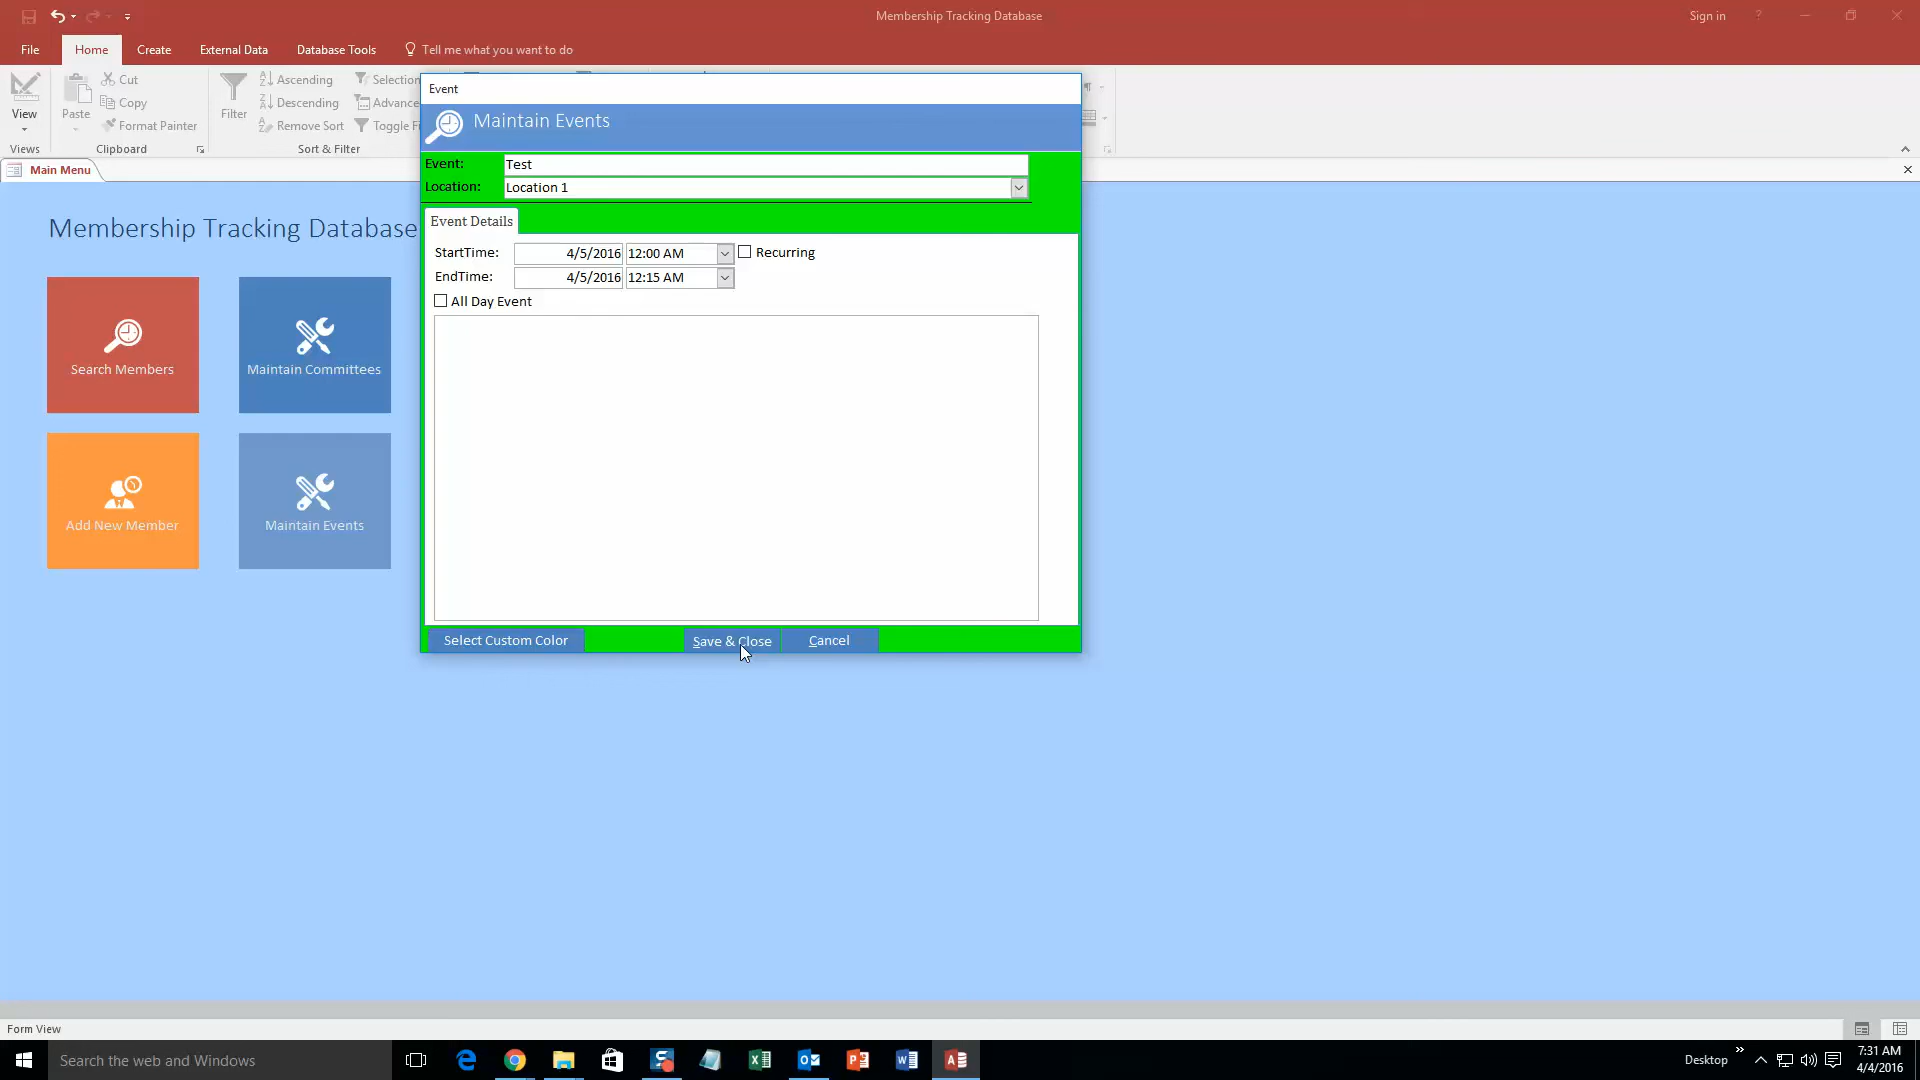 Membership Tracking Database
Sign in
?
File
Home
Create
External Data
Database Tools
Tell me what you want to do
View
Views
Paste
Cut
Copy
Format Painter
Clipboard
Filter
Ascending
Descending
Remove Sort
Selection
Advance
Toggle Fi
Sort & Filter
Main Menu
Membership Tracking Database
Search Members
Maintain Committees
Add New Member
Maintain Events
Event
Maintain Events
Event: Test
Location: Location 1
Event Details
StartTime: 4/5/2016 12:00 AM Recurring
EndTime: 4/5/2016 12:15 AM
All Day Event
Select Custom Color
Save & Close
Cancel
Form View
Search the web and Windows
Desktop
7:31 AM
4/4/2016